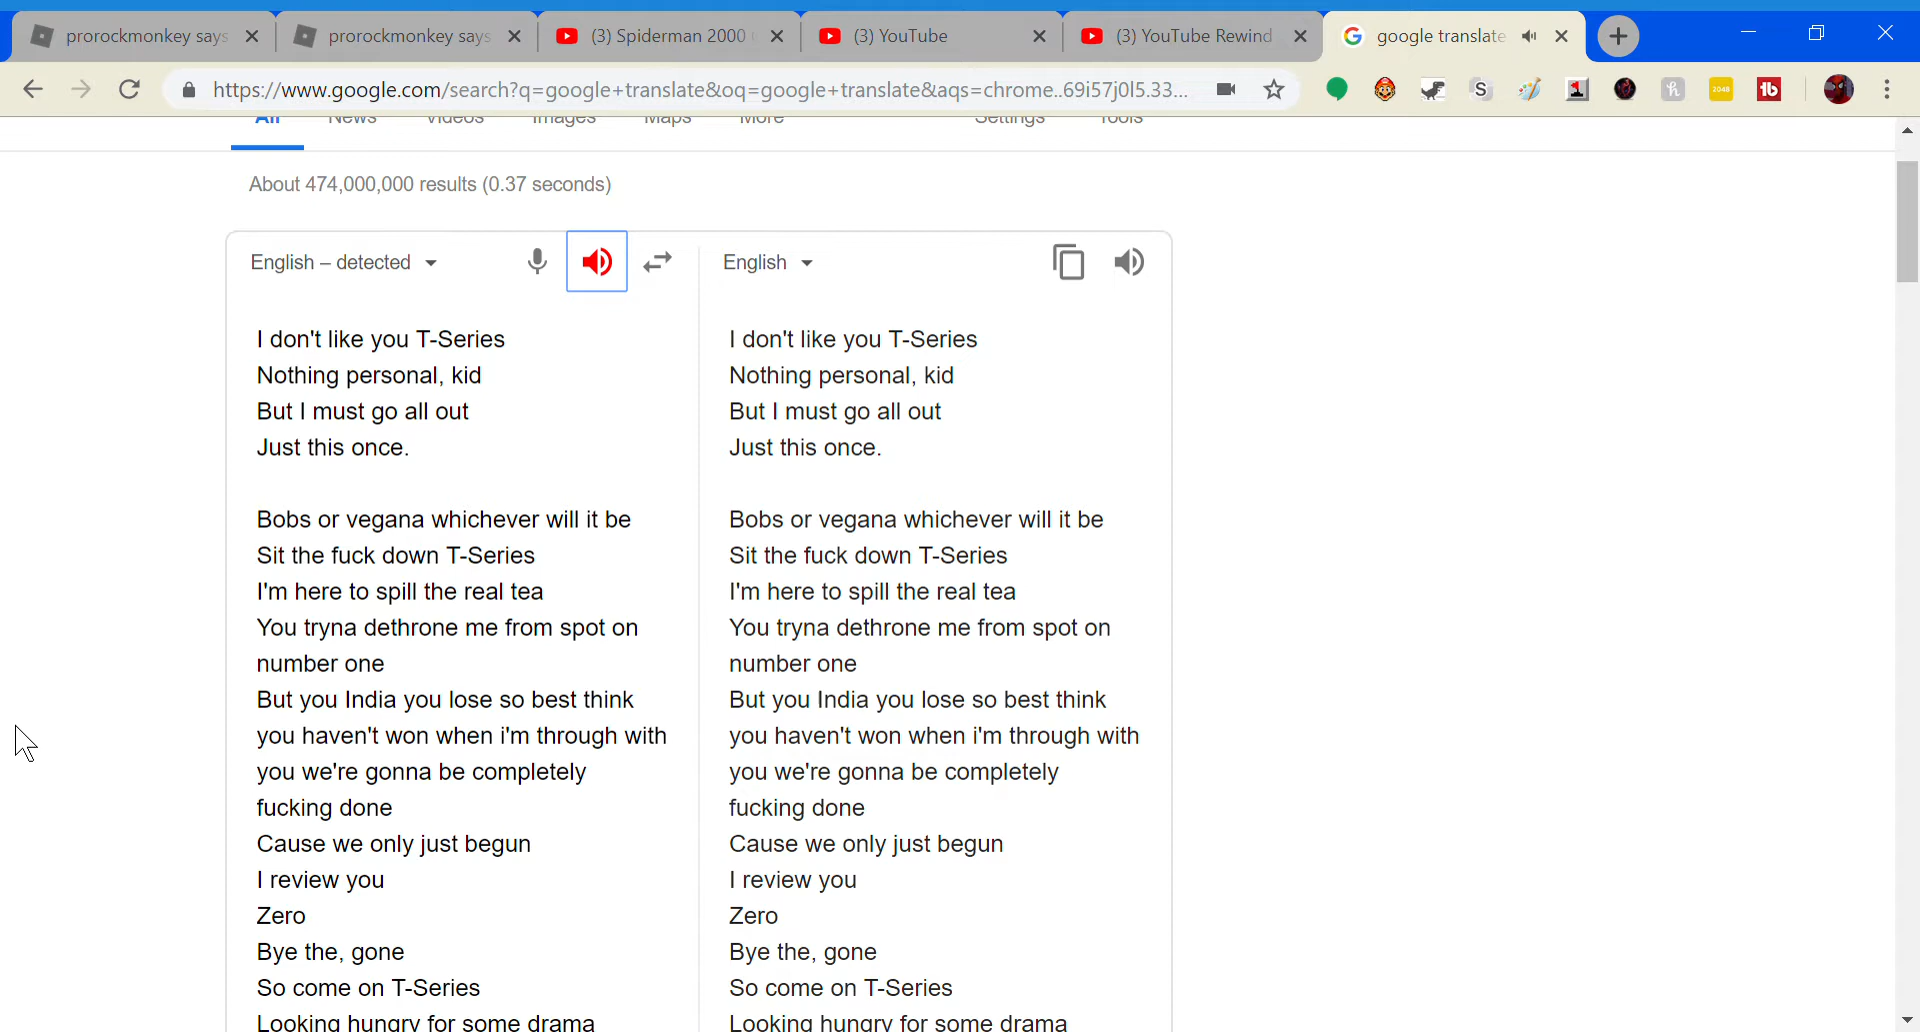 prorockmonkey says
prorockmonkey says
(3) Spiderman 2000
(3) YouTube
(3) YouTube Rewind
google translate
https://www.google.com/search?q=google+translate&oq=google+translate&aqs=chrome..69i57j0l5.33...
S
2048
All News Videos Images Maps More Settings Tools
About 474,000,000 results (0.37 seconds)
English – detected
I don't like you T-Series
Nothing personal, kid
But I must go all out
Just this once.
Bobs or vegana whichever will it be
Sit the fuck down T-Series
I'm here to spill the real tea
You tryna dethrone me from spot on
number one
But you India you lose so best think
you haven't won when i'm through with
you we're gonna be completely
fucking done
Cause we only just begun
I review you
Zero
Bye the, gone
So come on T-Series
Looking hungry for some drama
English
I don't like you T-Series
Nothing personal, kid
But I must go all out
Just this once.
Bobs or vegana whichever will it be
Sit the fuck down T-Series
I'm here to spill the real tea
You tryna dethrone me from spot on
number one
But you India you lose so best think
you haven't won when i'm through with
you we're gonna be completely
fucking done
Cause we only just begun
I review you
Zero
Bye the, gone
So come on T-Series
Looking hungry for some drama